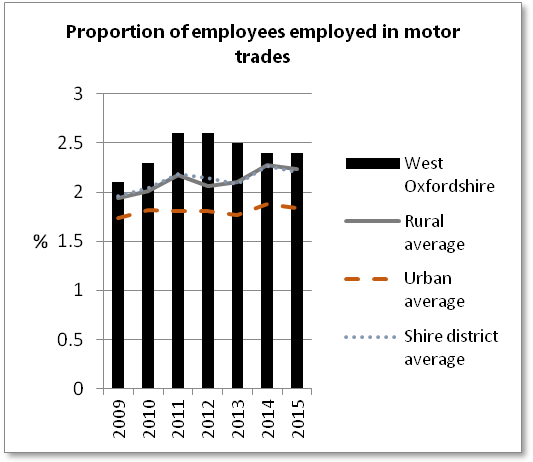 Proportion of employees employed in motor
trades
3
2.5
2
1.5
1
0.5
0
%
2009
2010
2011
2012
2013
2014
2015
West
Oxfordshire
Rural
average
Urban
average
Shire district
average